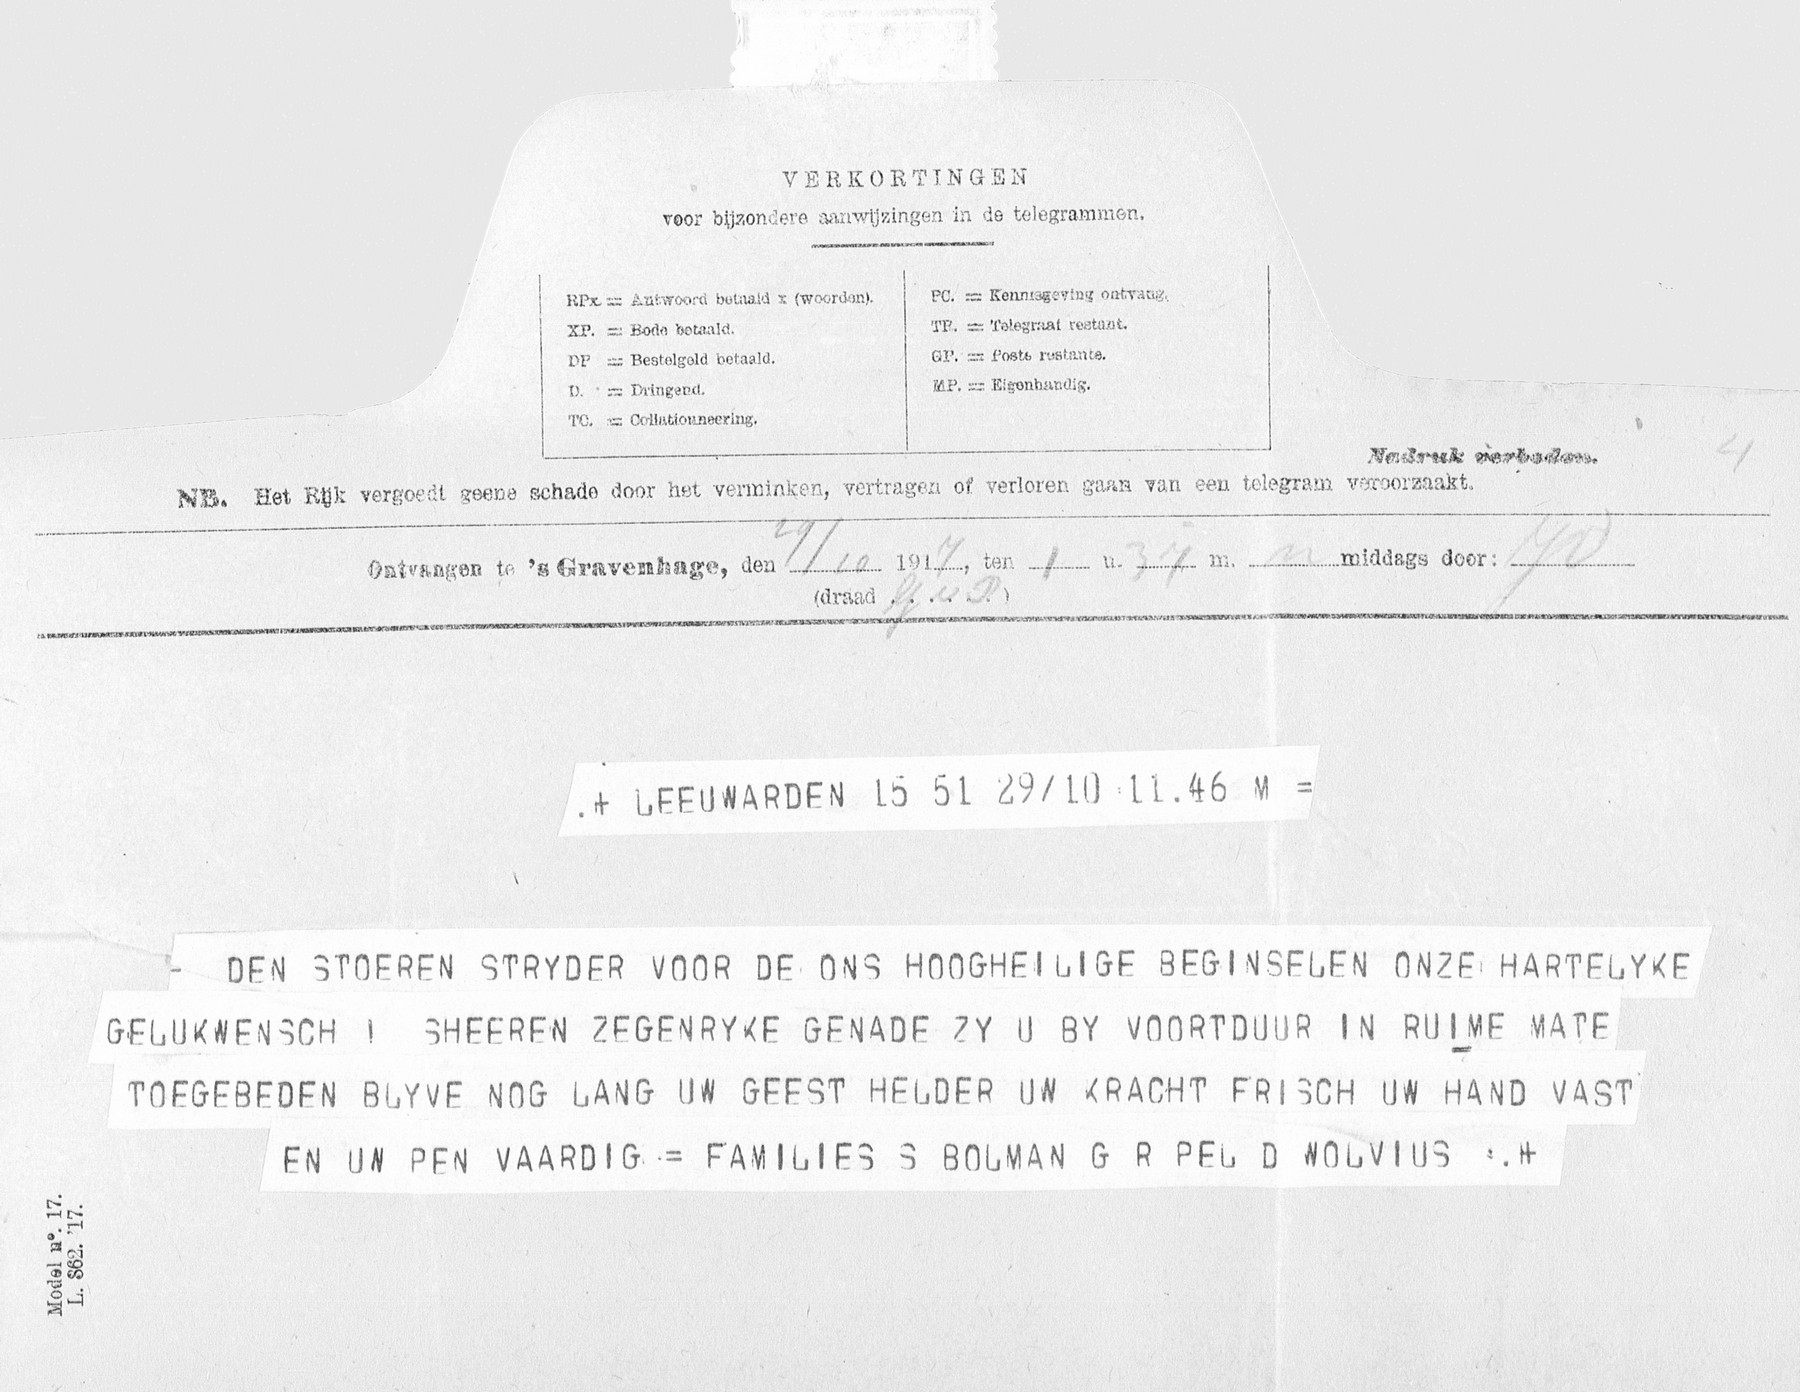 VERKORTINGEN
voor bijzondere aanwijzingen in de telegrammen.
RPx. = Antwoord betaald x (woorden).
XP. = Bode betaald.
DP = Bestelgeld betaald.
D. = Dringend.
TC. = Collationneering.
PC. = Kennisgeving ontvang.
TR. = Telegraaf restant.
GP. = Poste restante.
MP. = Eigenhandig.
Nadruk verboden.
4
NB. Het Rijk vergoedt geene schade door het verminken, vertragen of verloren gaan van een telegram veroorzaakt.
Ontvangen te 's Gravenhage, den 29/10 1917, ten 1 u. 37 m. n middags door:
(draad )
.+ LEEUWARDEN 15 51 29/10 11.46 M =
- DEN STOEREN STRYDER VOOR DE ONS HOOGHEILIGE BEGINSELEN ONZE HARTELYKE
GELUKWENSCH ! SHEEREN ZEGENRYKE GENADE ZY U BY VOORTDUUR IN RUIME MATE
TOEGEBEDEN BLYVE NOG LANG UW GEEST HELDER UW KRACHT FRISCH UW HAND VAST
EN UW PEN VAARDIG = FAMILIES S BOLMAN G R PEL D WOLVIUS :.+
Model n°. 17.
L. 862. '17.